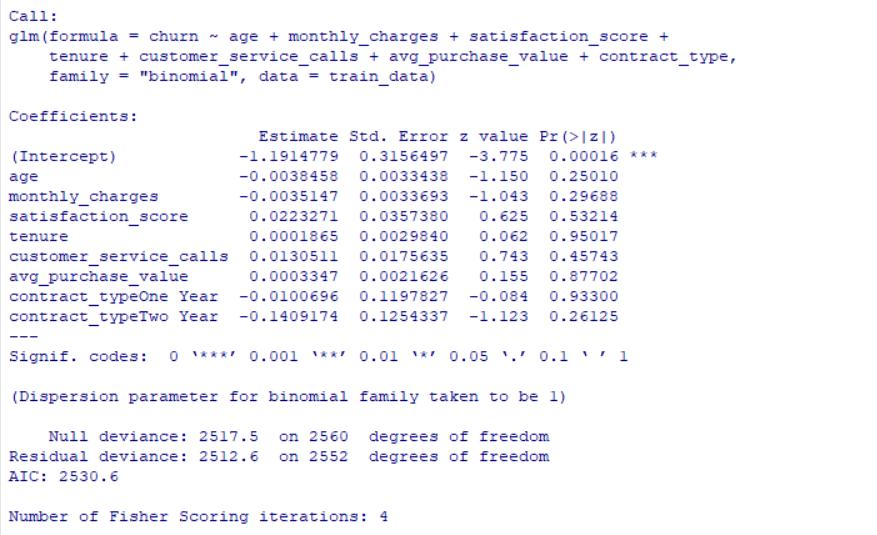 Call:
glm(formula = churn ~ age + monthly_charges + satisfaction_score +
    tenure + customer_service_calls + avg_purchase_value + contract_type,
    family = "binomial", data = train_data)

Coefficients:
                         Estimate Std. Error z value Pr(>|z|)
(Intercept)            -1.1914779  0.3156497  -3.775  0.00016 ***
age                    -0.0038458  0.0033438  -1.150  0.25010
monthly_charges        -0.0035147  0.0033693  -1.043  0.29688
satisfaction_score      0.0223271  0.0357380   0.625  0.53214
tenure                  0.0001865  0.0029840   0.062  0.95017
customer_service_calls  0.0130511  0.0175635   0.743  0.45743
avg_purchase_value      0.0003347  0.0021626   0.155  0.87702
contract_typeOne Year  -0.0100696  0.1197827  -0.084  0.93300
contract_typeTwo Year  -0.1409174  0.1254337  -1.123  0.26125
---
Signif. codes:  0 ‘***’ 0.001 ‘**’ 0.01 ‘*’ 0.05 ‘.’ 0.1 ‘ ’ 1

(Dispersion parameter for binomial family taken to be 1)

    Null deviance: 2517.5  on 2560  degrees of freedom
Residual deviance: 2512.6  on 2552  degrees of freedom
AIC: 2530.6

Number of Fisher Scoring iterations: 4